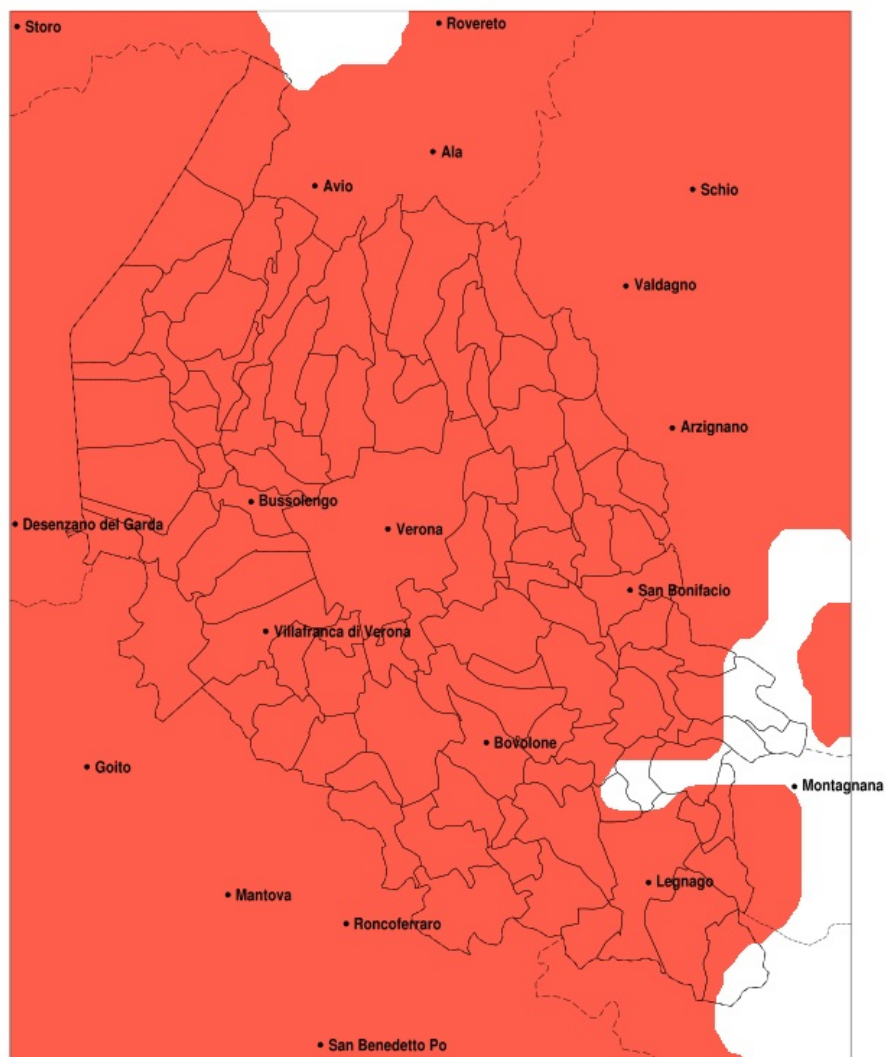 Storo
Rovereto
Ala
Avio
Schio
Valdagno
Arzignano
Bussolengo
Desenzano del Garda
Verona
San Bonifacio
Villafranca di Verona
Bovolone
Goito
Montagnana
Legnago
Mantova
Roncoferraro
San Benedetto Po